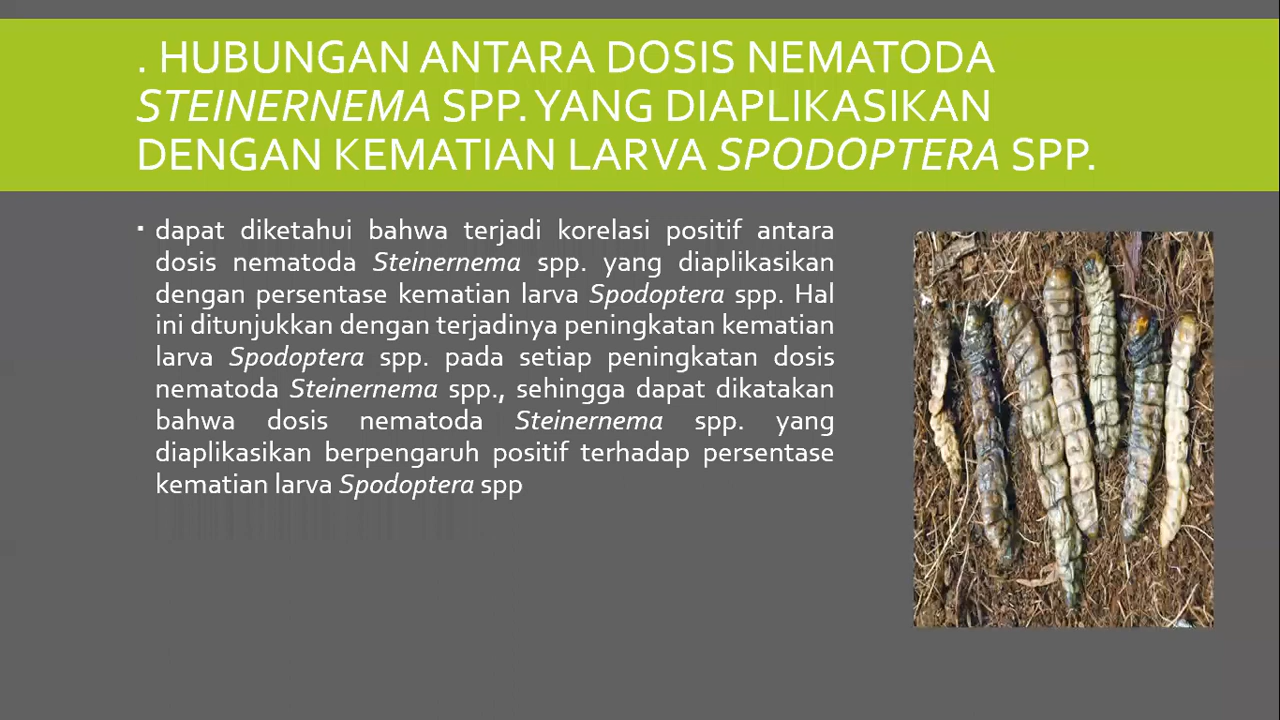 . HUBUNGAN ANTARA DOSIS NEMATODA
STEINERNEMA SPP. YANG DIAPLIKASIKAN
DENGAN KEMATIAN LARVA SPODOPTERA SPP.
▪ dapat diketahui bahwa terjadi korelasi positif antara
dosis nematoda Steinernema spp. yang diaplikasikan
dengan persentase kematian larva Spodoptera spp. Hal
ini ditunjukkan dengan terjadinya peningkatan kematian
larva Spodoptera spp. pada setiap peningkatan dosis
nematoda Steinernema spp., sehingga dapat dikatakan
bahwa dosis nematoda Steinernema spp. yang
diaplikasikan berpengaruh positif terhadap persentase
kematian larva Spodoptera spp